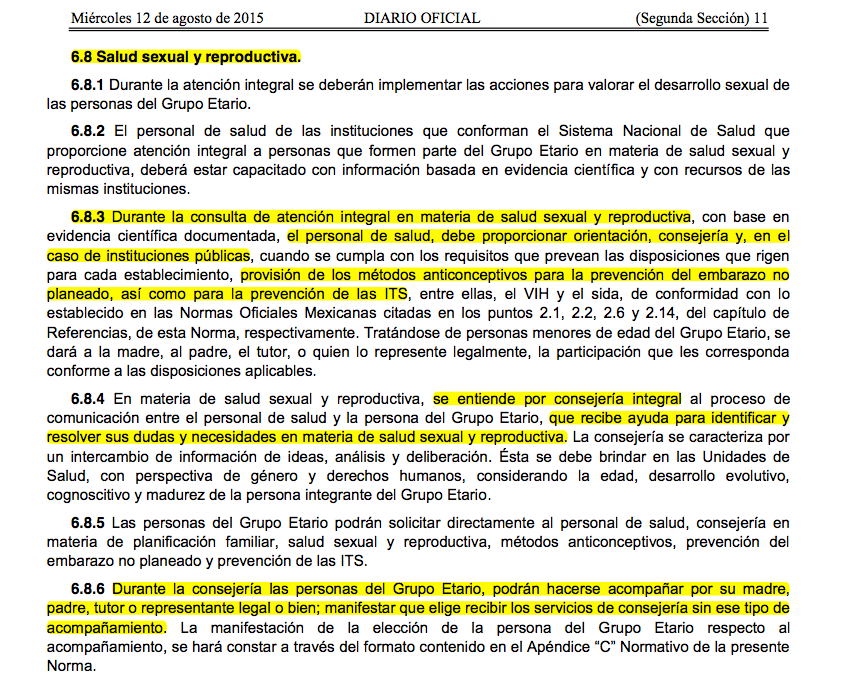 Miércoles 12 de agosto de 2015 DIARIO OFICIAL (Segunda Sección) 11
6.8 Salud sexual y reproductiva.
6.8.1 Durante la atención integral se deberán implementar las acciones para valorar el desarrollo sexual de
las personas del Grupo Etario.
6.8.2 El personal de salud de las instituciones que conforman el Sistema Nacional de Salud que
proporcione atención integral a personas que formen parte del Grupo Etario en materia de salud sexual y
reproductiva, deberá estar capacitado con información basada en evidencia científica y con recursos de las
mismas instituciones.
6.8.3 Durante la consulta de atención integral en materia de salud sexual y reproductiva, con base en
evidencia científica documentada, el personal de salud, debe proporcionar orientación, consejería y, en el
caso de instituciones públicas, cuando se cumpla con los requisitos que prevean las disposiciones que rigen
para cada establecimiento, provisión de los métodos anticonceptivos para la prevención del embarazo no
planeado, así como para la prevención de las ITS, entre ellas, el VIH y el sida, de conformidad con lo
establecido en las Normas Oficiales Mexicanas citadas en los puntos 2.1, 2.2, 2.6 y 2.14, del capítulo de
Referencias, de esta Norma, respectivamente. Tratándose de personas menores de edad del Grupo Etario, se
dará a la madre, al padre, el tutor, o quien lo represente legalmente, la participación que les corresponda
conforme a las disposiciones aplicables.
6.8.4 En materia de salud sexual y reproductiva, se entiende por consejería integral al proceso de
comunicación entre el personal de salud y la persona del Grupo Etario, que recibe ayuda para identificar y
resolver sus dudas y necesidades en materia de salud sexual y reproductiva. La consejería se caracteriza por
un intercambio de información de ideas, análisis y deliberación. Ésta se debe brindar en las Unidades de
Salud, con perspectiva de género y derechos humanos, considerando la edad, desarrollo evolutivo,
cognoscitivo y madurez de la persona integrante del Grupo Etario.
6.8.5 Las personas del Grupo Etario podrán solicitar directamente al personal de salud, consejería en
materia de planificación familiar, salud sexual y reproductiva, métodos anticonceptivos, prevención del
embarazo no planeado y prevención de las ITS.
6.8.6 Durante la consejería las personas del Grupo Etario, podrán hacerse acompañar por su madre,
padre, tutor o representante legal o bien; manifestar que elige recibir los servicios de consejería sin ese tipo de
acompañamiento. La manifestación de la elección de la persona del Grupo Etario respecto al
acompañamiento, se hará constar a través del formato contenido en el Apéndice “C” Normativo de la presente
Norma.